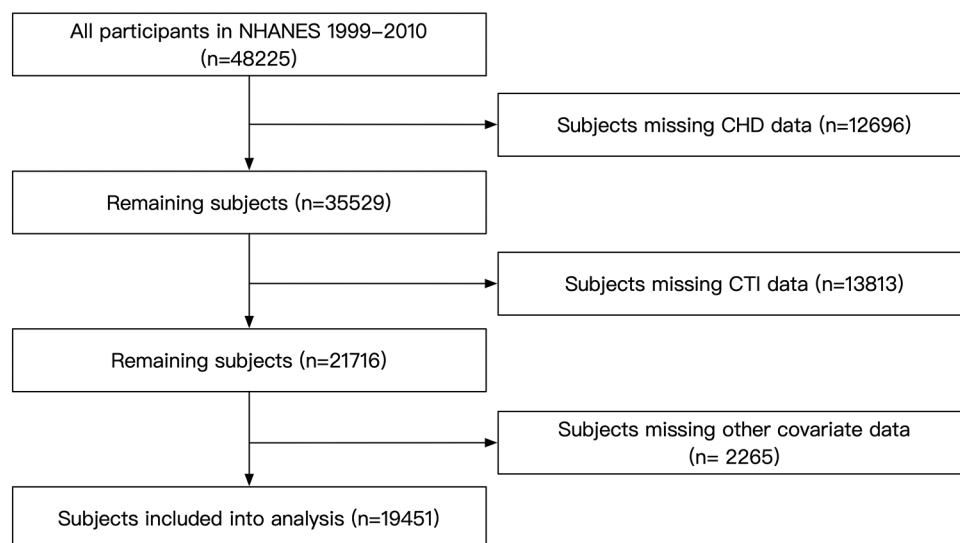 All participants in NHANES 1999–2010
(n=48225)
Subjects missing CHD data (n=12696)
Remaining subjects (n=35529)
Subjects missing CTI data (n=13813)
Remaining subjects (n=21716)
Subjects missing other covariate data
(n= 2265)
Subjects included into analysis (n=19451)